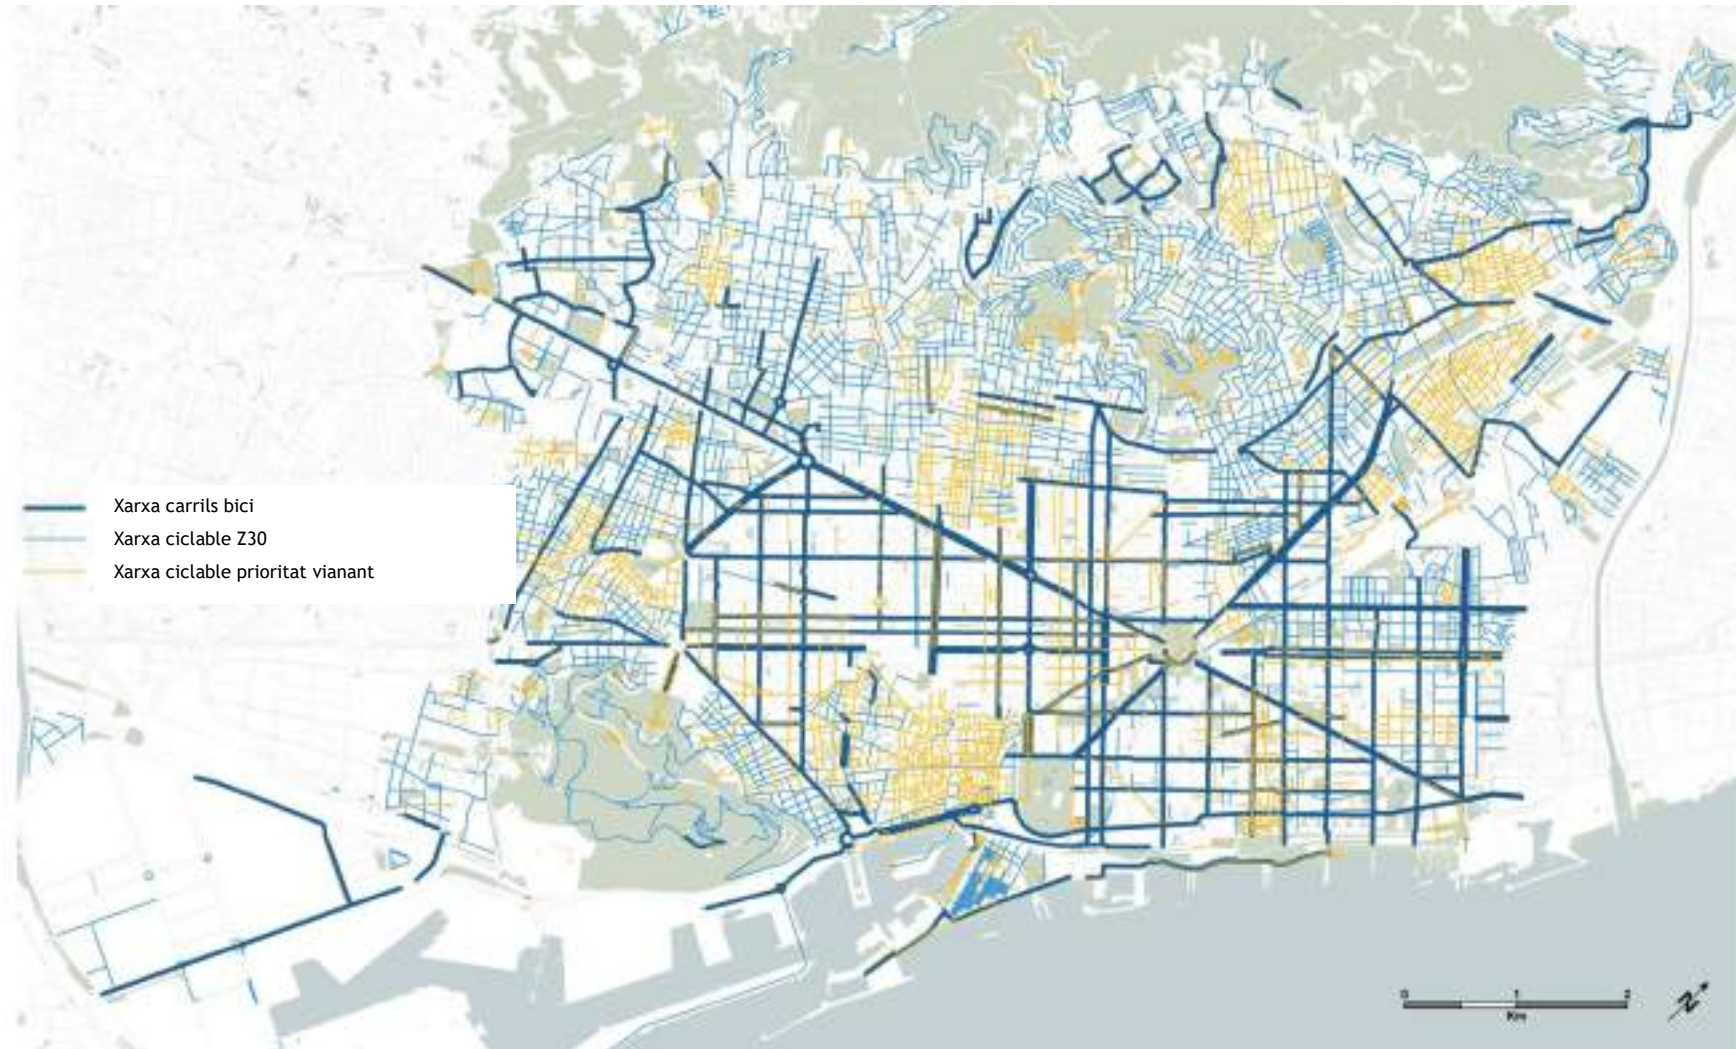 Xarxa carrils bici
Xarxa ciclable Z30
Xarxa ciclable prioritat vianant
0 1 2
Km
N